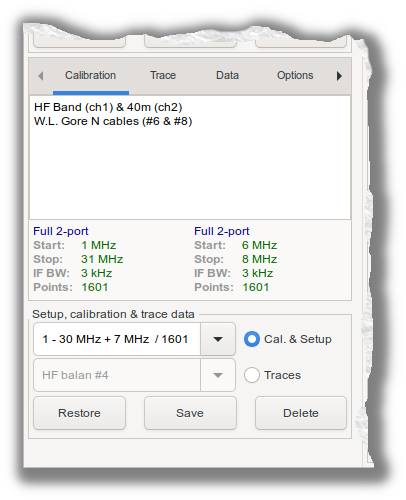 Calibration Trace Data Options
HF Band (ch1) & 40m (ch2)
W.L. Gore N cables (#6 & #8)
Full 2-port Full 2-port
Start: 1 MHz Start: 6 MHz
Stop: 31 MHz Stop: 8 MHz
IF BW: 3 kHz IF BW: 3 kHz
Points: 1601 Points: 1601
Setup, calibration & trace data
1 - 30 MHz + 7 MHz / 1601 Cal. & Setup
HF balan #4 Traces
Restore Save Delete